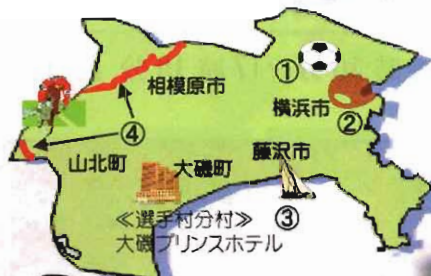 ①
相模原市
横浜市
②
④
山北町
大磯町
藤沢市
≪選手村分村≫
大磯プリンスホテル
③